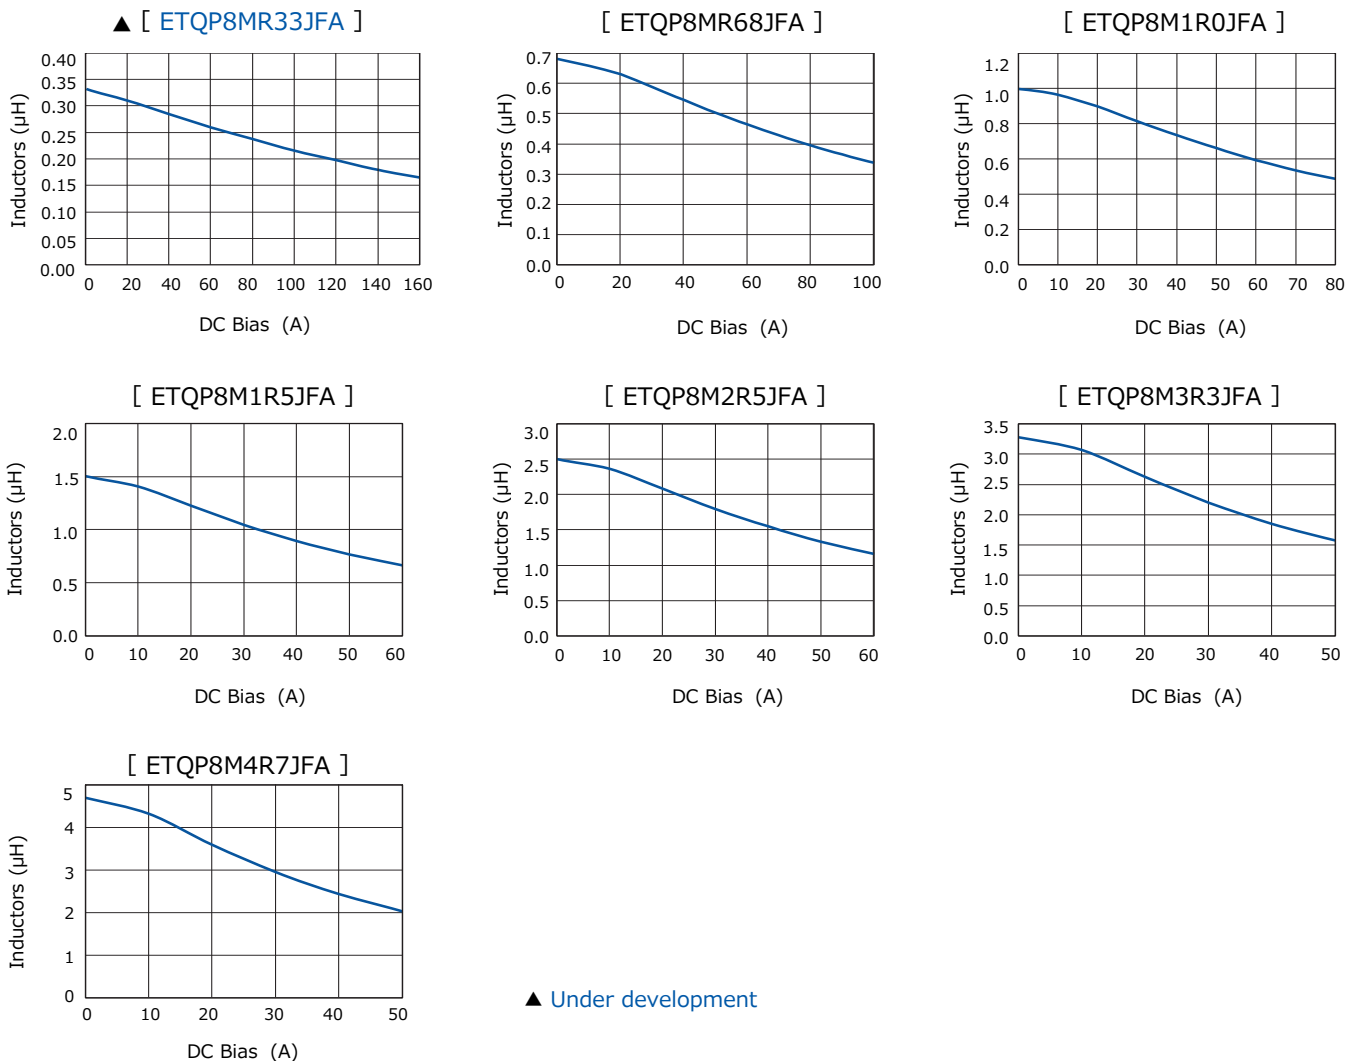 ▲ [ ETQP8MR33JFA ]
Inductors (μH)
0.40
0.35
0.30
0.25
0.20
0.15
0.10
0.05
0.00
0 20 40 60 80 100 120 140 160
DC Bias (A)
[ ETQP8MR68JFA ]
Inductors (μH)
0.7
0.6
0.5
0.4
0.3
0.2
0.1
0.0
0 20 40 60 80 100
DC Bias (A)
[ ETQP8M1R0JFA ]
Inductors (μH)
1.2
1.0
0.8
0.6
0.4
0.2
0.0
0 10 20 30 40 50 60 70 80
DC Bias (A)
[ ETQP8M1R5JFA ]
Inductors (μH)
2.0
1.5
1.0
0.5
0.0
0 10 20 30 40 50 60
DC Bias (A)
[ ETQP8M2R5JFA ]
Inductors (μH)
3.0
2.5
2.0
1.5
1.0
0.5
0.0
0 10 20 30 40 50 60
DC Bias (A)
[ ETQP8M3R3JFA ]
Inductors (μH)
3.5
3.0
2.5
2.0
1.5
1.0
0.5
0.0
0 10 20 30 40 50
DC Bias (A)
[ ETQP8M4R7JFA ]
Inductors (μH)
5
4
3
2
1
0
0 10 20 30 40 50
DC Bias (A)
▲ Under development